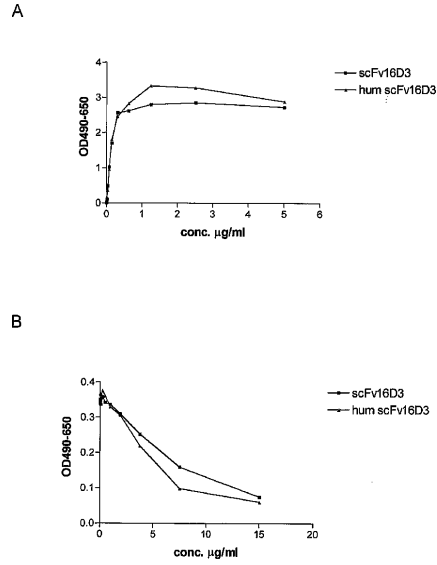 A
4
3
2
1
0
OD490-650
0 1 2 3 4 5 6
conc. µg/ml
scFv16D3
hum scFv16D3
B
0.4
0.3
0.2
0.1
0.0
OD490-650
0 5 10 15 20
conc. µg/ml
scFv16D3
hum scFv16D3